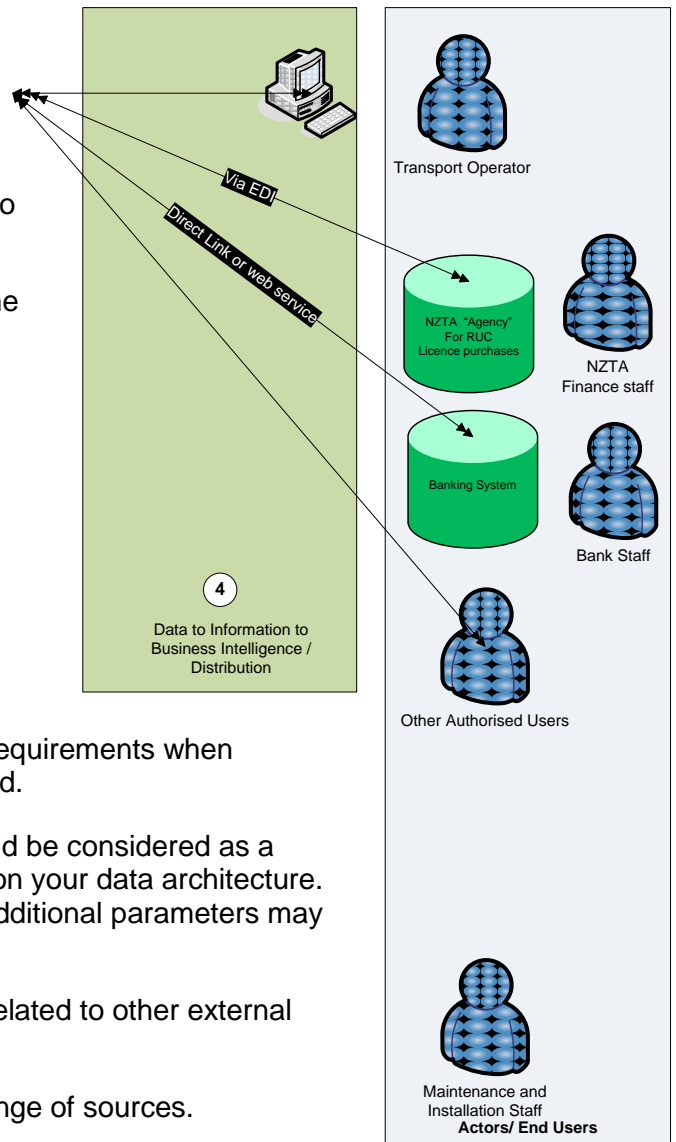 Transport Operator
Via EDI
o
Direct Link or web service
ne
NZTA "Agency"
For RUC
Licence purchases
NZTA
Finance staff
Banking System
Bank Staff
4
Data to Information to
Business Intelligence /
Distribution
Other Authorised Users
equirements when
d.
d be considered as a
on your data architecture.
dditional parameters may
elated to other external
nge of sources.
Maintenance and
Installation Staff
Actors/ End Users